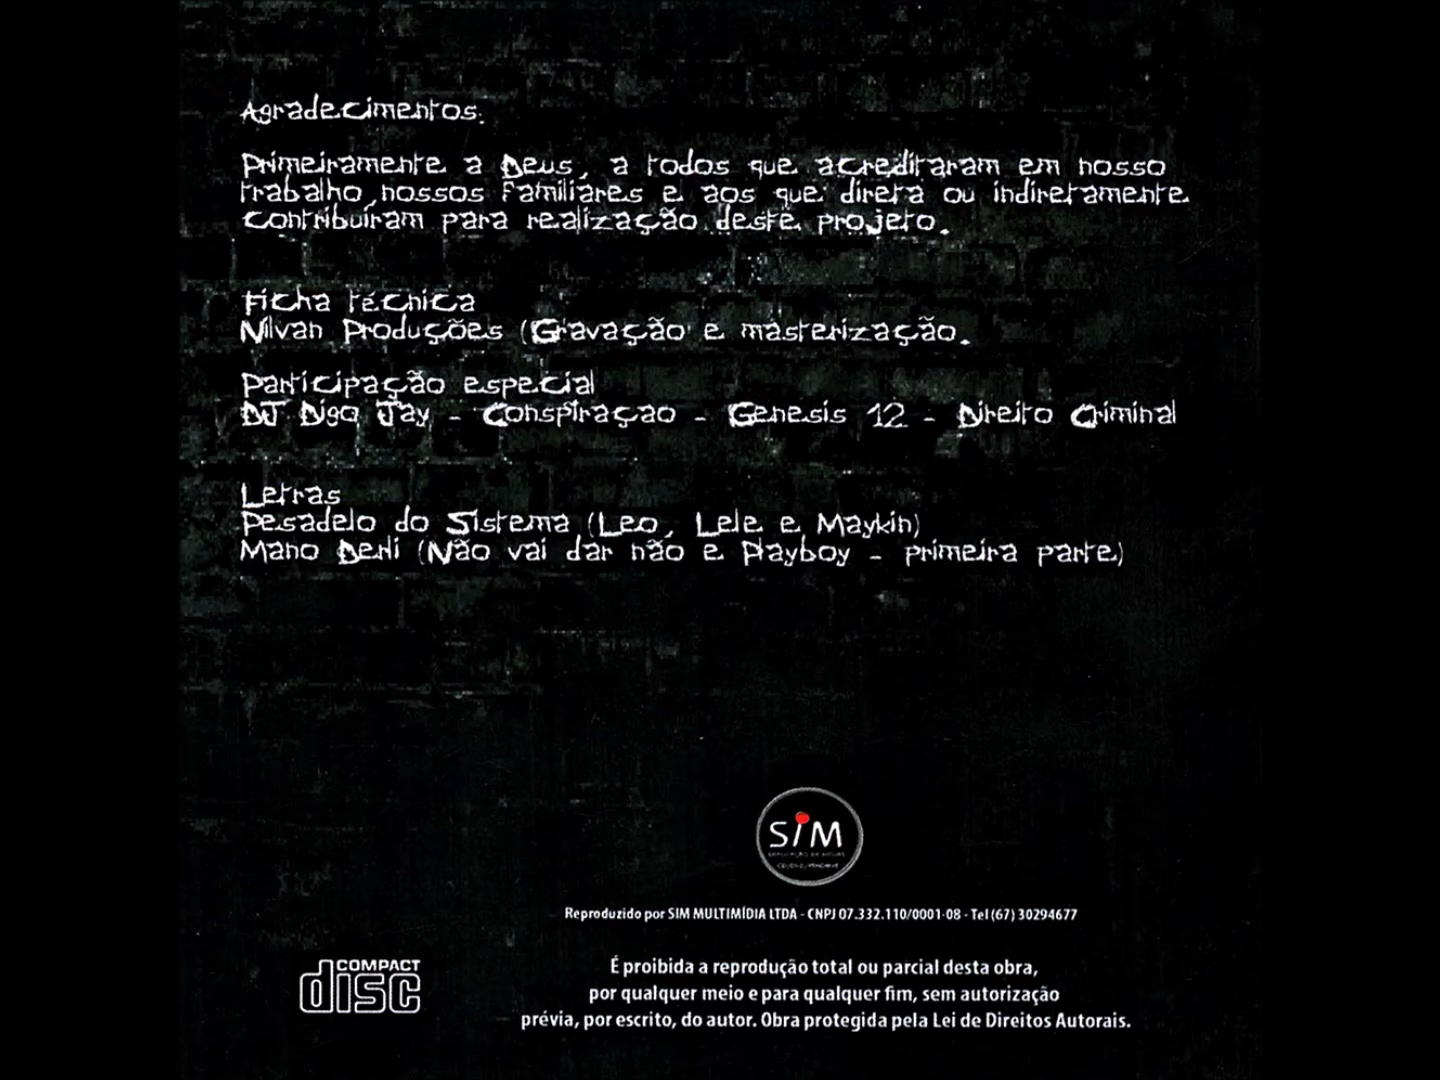 Agradecimentos:
Primeiramente a Deus, a todos que acreditaram em nosso
trabalho, nossos familiares e aos que direta ou indiretamente
contribuiram para realização deste projeto.
Ficha técnica
Nilvan Produções (Gravação e masterização.
Participação especial
DJ Dgo Jay - Conspiraçao - Genesis 12 - Direito Criminal
Letras
Pesadelo do Sistema (Leo, Lele e Maykin)
Mano Derli (Não vai dar não e Playboy - primeira parte)
SiM
Reproduzido por SIM MULTIMÍDIA LTDA - CNPJ 07.332.110/0001-08 - Tel (67) 30294677
COMPACT
disc
É proibida a reprodução total ou parcial desta obra,
por qualquer meio e para qualquer fim, sem autorização
prévia, por escrito, do autor. Obra protegida pela Lei de Direitos Autorais.